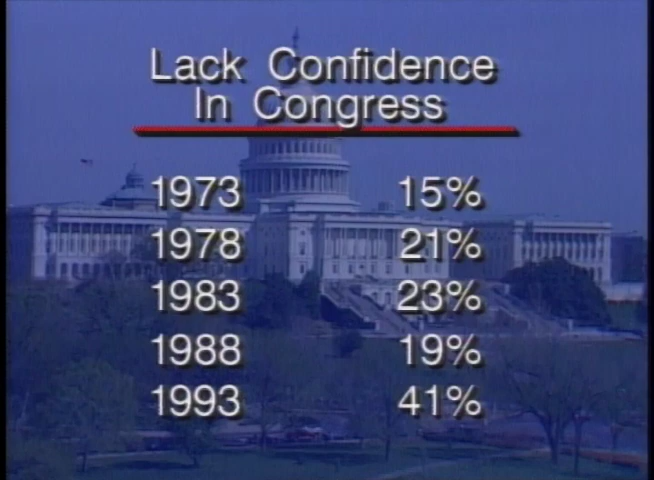 Lack Confidence
In Congress
1973 15%
1978 21%
1983 23%
1988 19%
1993 41%